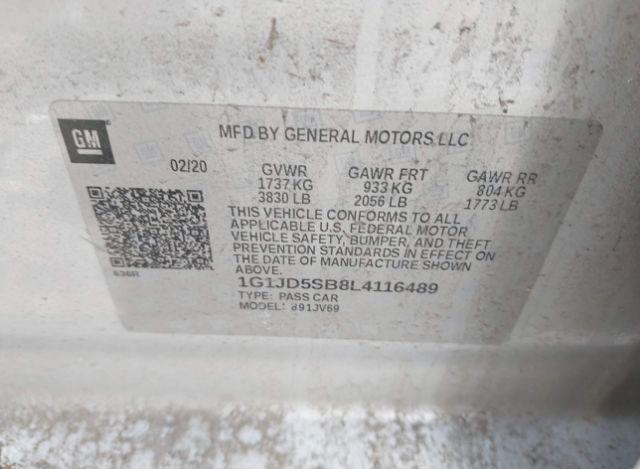 GM
MFD BY GENERAL MOTORS LLC
02/20 GVWR GAWR FRT GAWR RR
1737 KG 933 KG 804 KG
3830 LB 2056 LB 1773 LB
THIS VEHICLE CONFORMS TO ALL
APPLICABLE U.S. FEDERAL MOTOR
VEHICLE SAFETY, BUMPER, AND THEFT
PREVENTION STANDARDS IN EFFECT ON
THE DATE OF MANUFACTURE SHOWN
ABOVE.
636R
1G1JD5SB8L4116489
TYPE: PASS CAR
MODEL: 891JV69